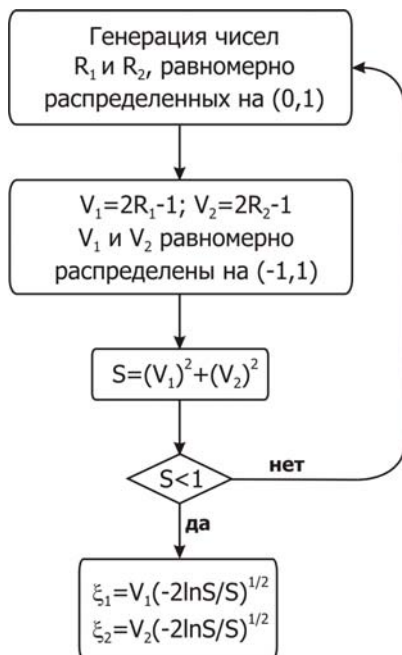 Генерация чисел
R₁ и R₂, равномерно
распределенных на (0,1)
V₁=2R₁-1; V₂=2R₂-1
V₁ и V₂ равномерно
распределены на (-1,1)
S=(V₁)²+(V₂)²
S<1
нет
да
ξ₁=V₁(-2lnS/S)^1/2
ξ₂=V₂(-2lnS/S)^1/2